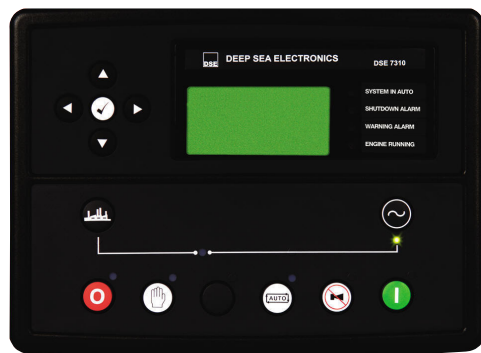 DSE DEEP SEA ELECTRONICS DSE 7310
SYSTEM IN AUTO
SHUTDOWN ALARM
WARNING ALARM
ENGINE RUNNING
O AUTO I